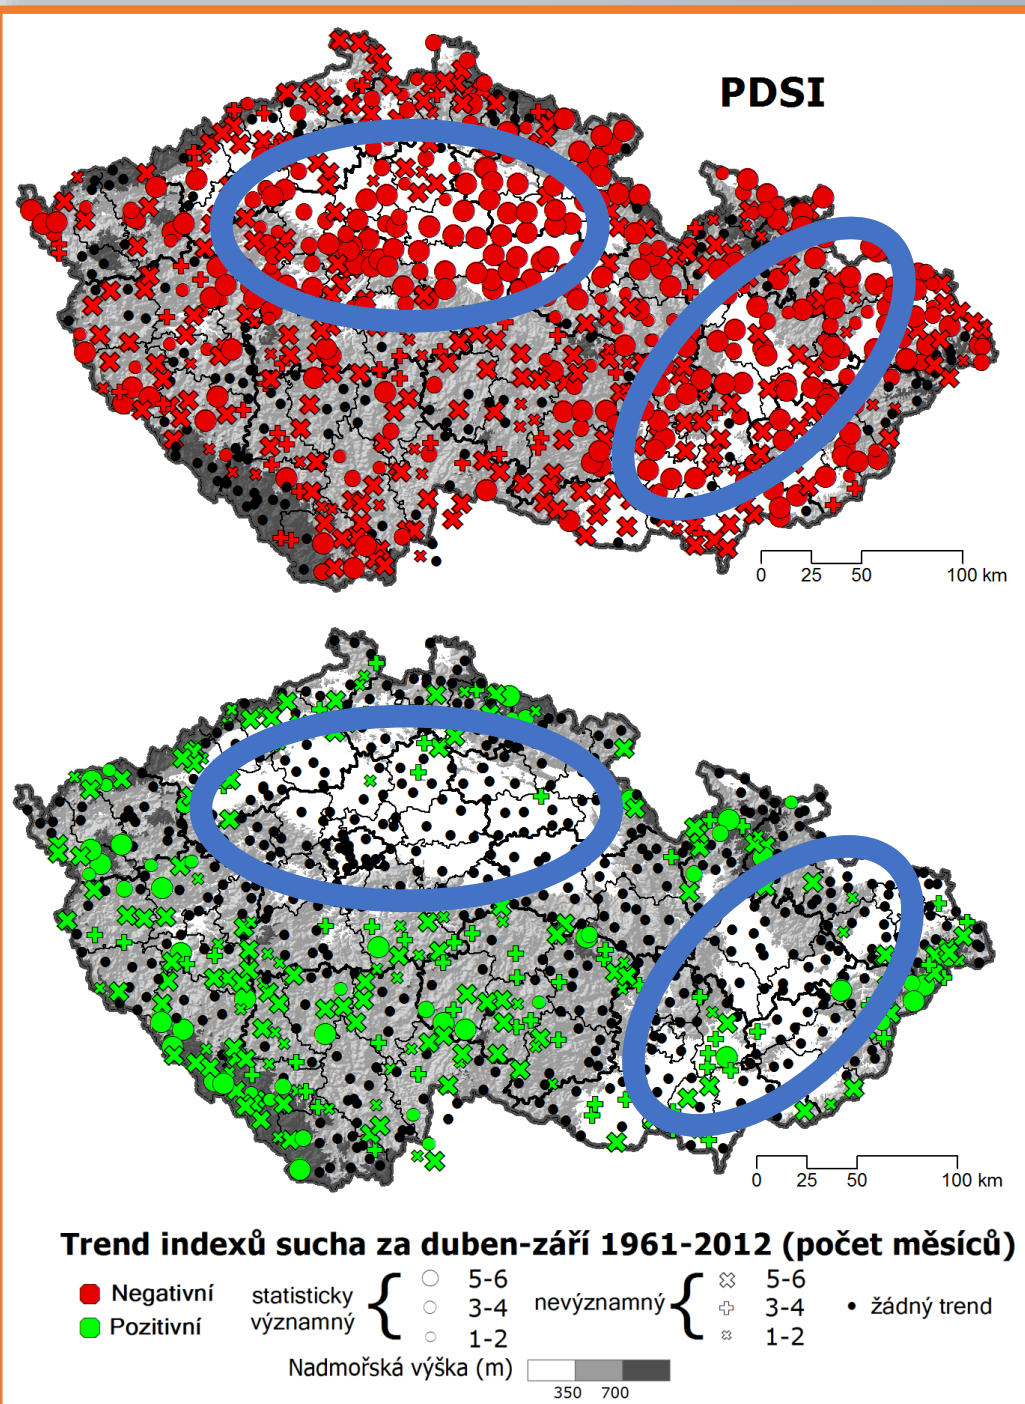 PDSI
0 25 50 100 km
0 25 50 100 km
Trend indexů sucha za duben-září 1961-2012 (počet měsíců)
Negativní
Pozitivní
statisticky
významný
5-6
3-4
1-2
nevýznamný
5-6
3-4
1-2
žádný trend
Nadmořská výška (m)
350 700